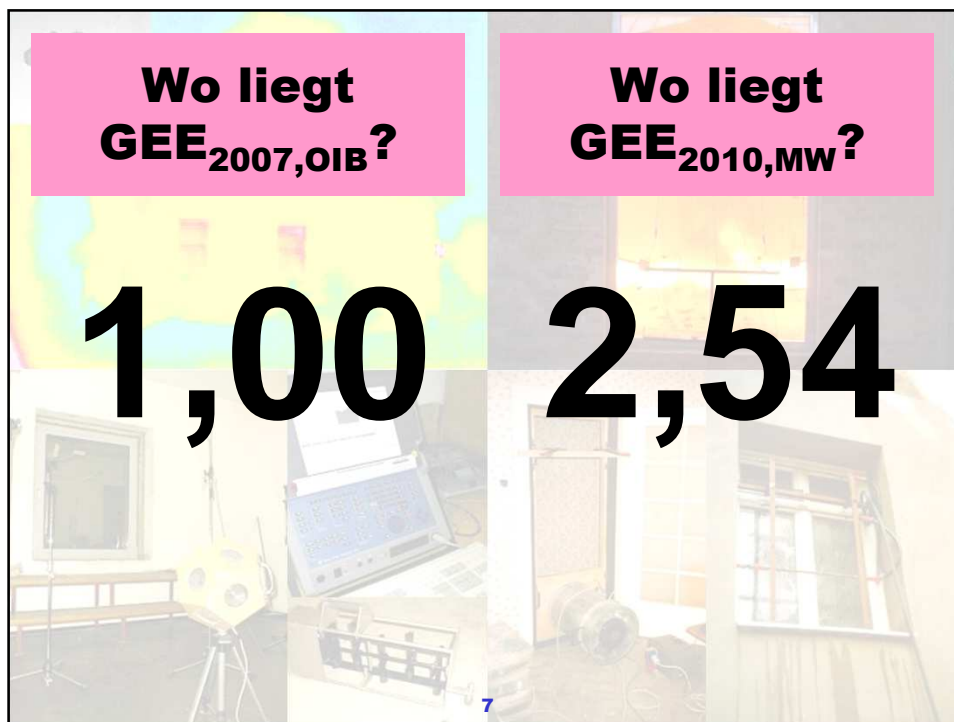 Wo liegt
GEE2007,OIB?
1,00
Wo liegt
GEE2010,MW?
2,54
7